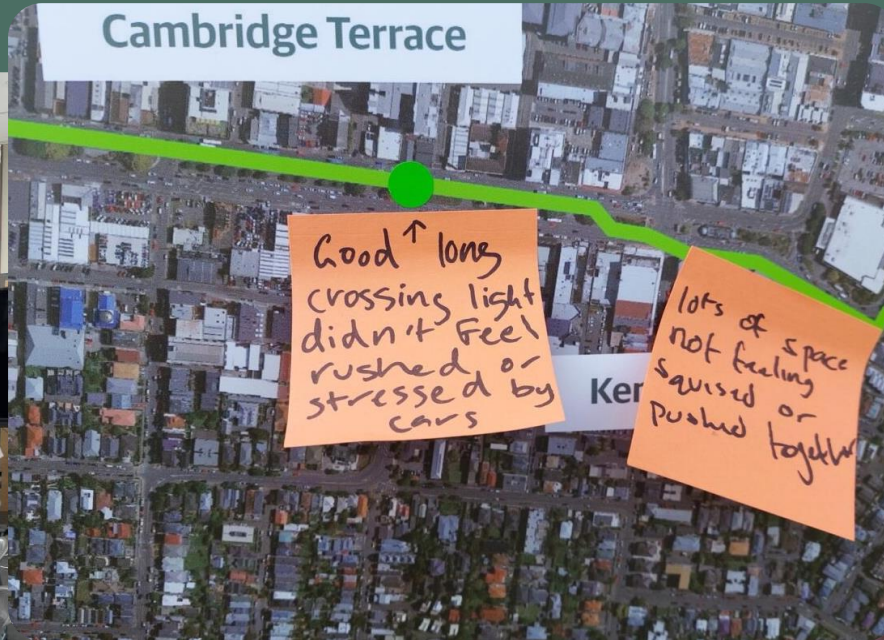 Cambridge Terrace
Good ↑ long
crossing light
didn't feel
rushed or
stressed by
cars
Ken
lots of space
not feeling
squised or
pushed together